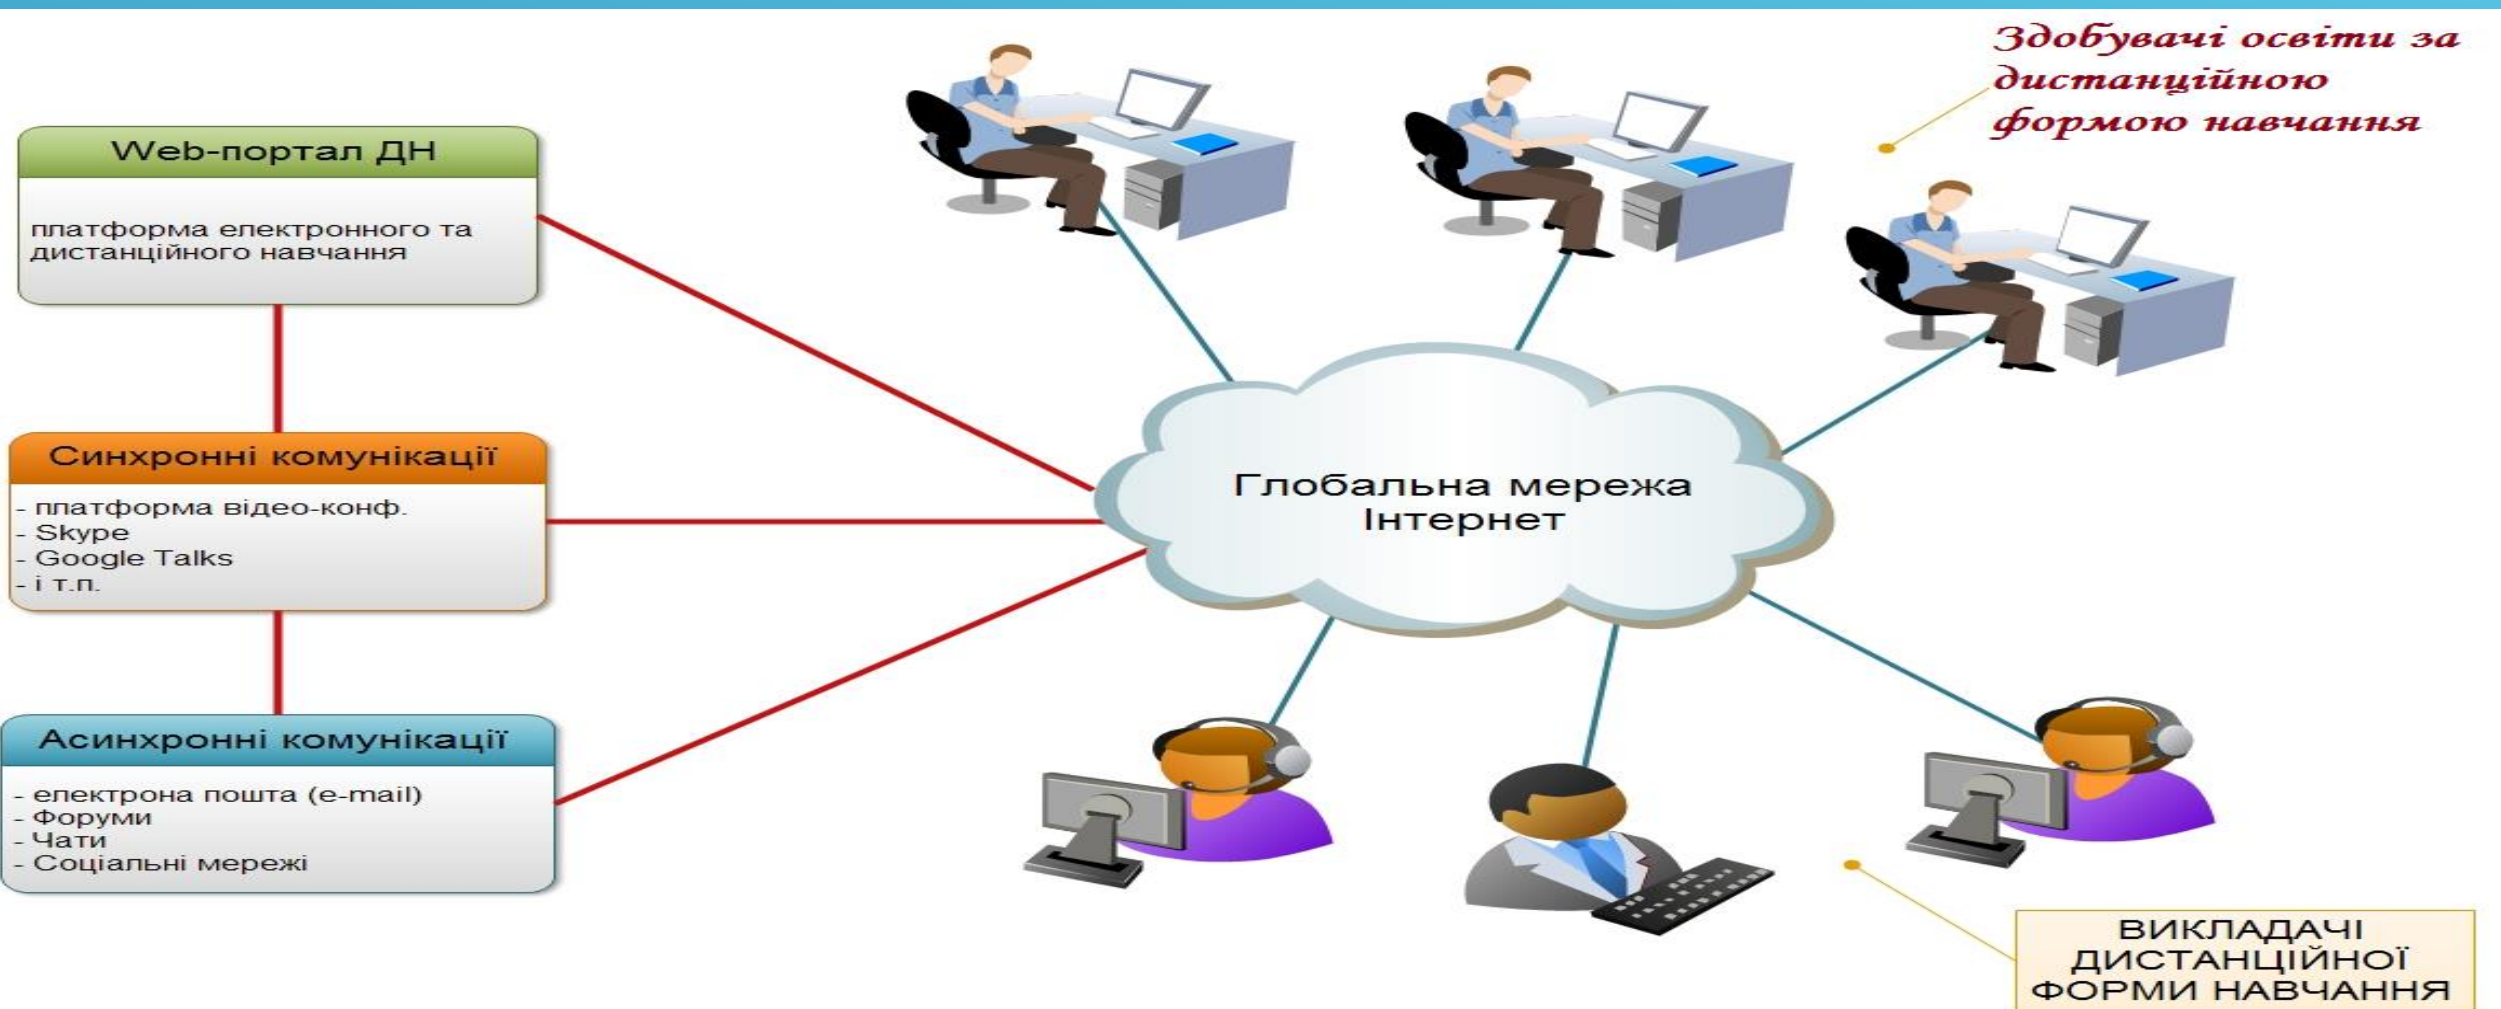 Здобувачі освіти за
дистанційною
формою навчання
Web-портал ДН
платформа електронного та
дистанційного навчання
Синхронні комунікації
- платформа відео-конф.
- Skype
- Google Talks
- і т.п.
Глобальна мережа
Інтернет
Асинхронні комунікації
- електрона пошта (e-mail)
- Форуми
- Чати
- Соціальні мережі
ВИКЛАДАЧІ
ДИСТАНЦІЙНОЇ
ФОРМИ НАВЧАННЯ